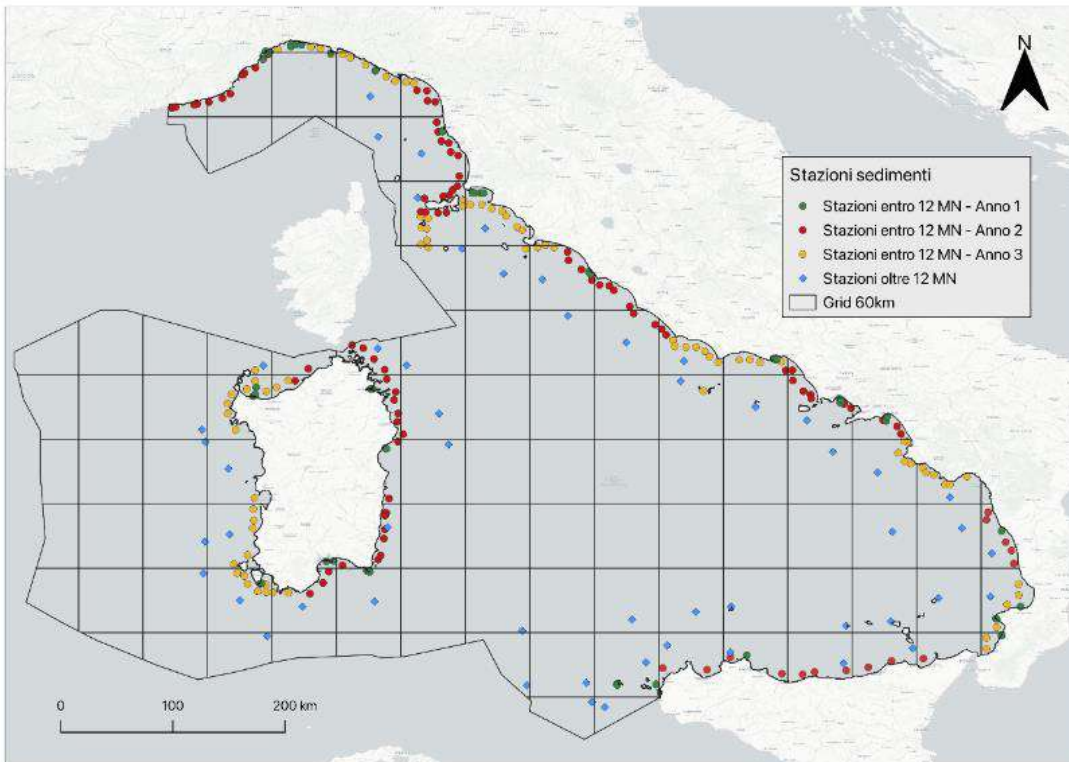 N
Stazioni sedimenti
Stazioni entro 12 MN - Anno 1
Stazioni entro 12 MN - Anno 2
Stazioni entro 12 MN - Anno 3
Stazioni oltre 12 MN
Grid 60km
0 100 200 km